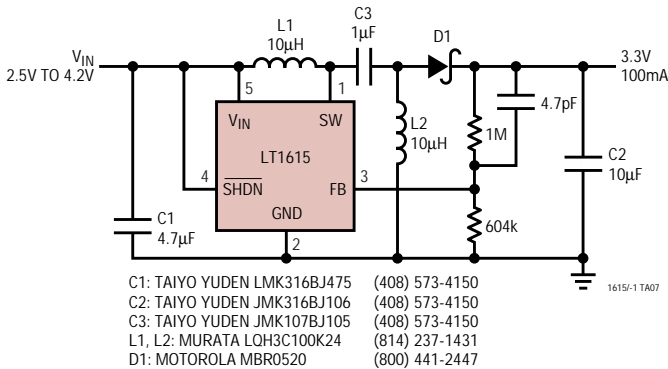 L1
10µH
C3
1µF
D1
VIN
2.5V TO 4.2V
3.3V
100mA
5
1
VIN
SW
LT1615
4
SHDN
FB
3
GND
2
L2
10µH
1M
4.7pF
C2
10µF
604k
C1
4.7µF
1615/-1 TA07
C1: TAIYO YUDEN LMK316BJ475 (408) 573-4150
C2: TAIYO YUDEN JMK316BJ106 (408) 573-4150
C3: TAIYO YUDEN JMK107BJ105 (408) 573-4150
L1, L2: MURATA LQH3C100K24 (814) 237-1431
D1: MOTOROLA MBR0520 (800) 441-2447